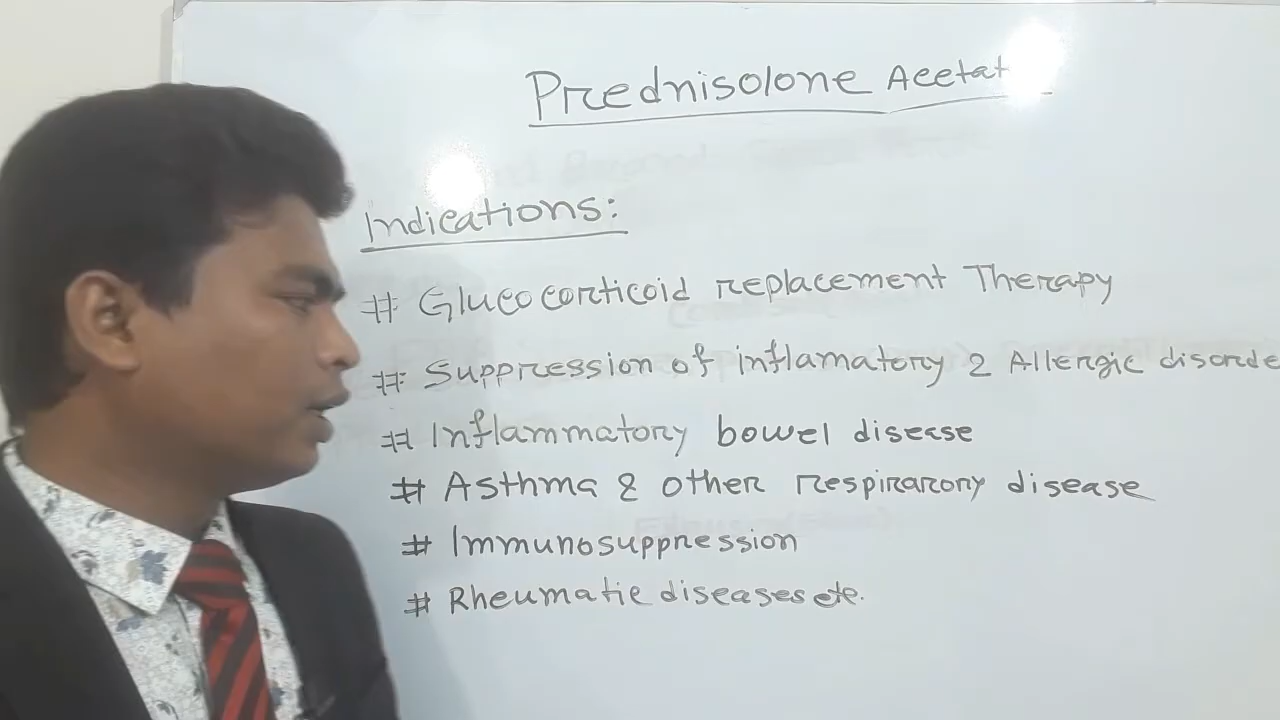 Prednisolone Acetat
Indications:
# Glucocorticoid replacement Therapy
# Suppression of inflamatory & Allergic disorde
# Inflammatory bowel disease
# Asthma & other respirarory disease
# Immunosuppression
# Rheumatic diseases etc.